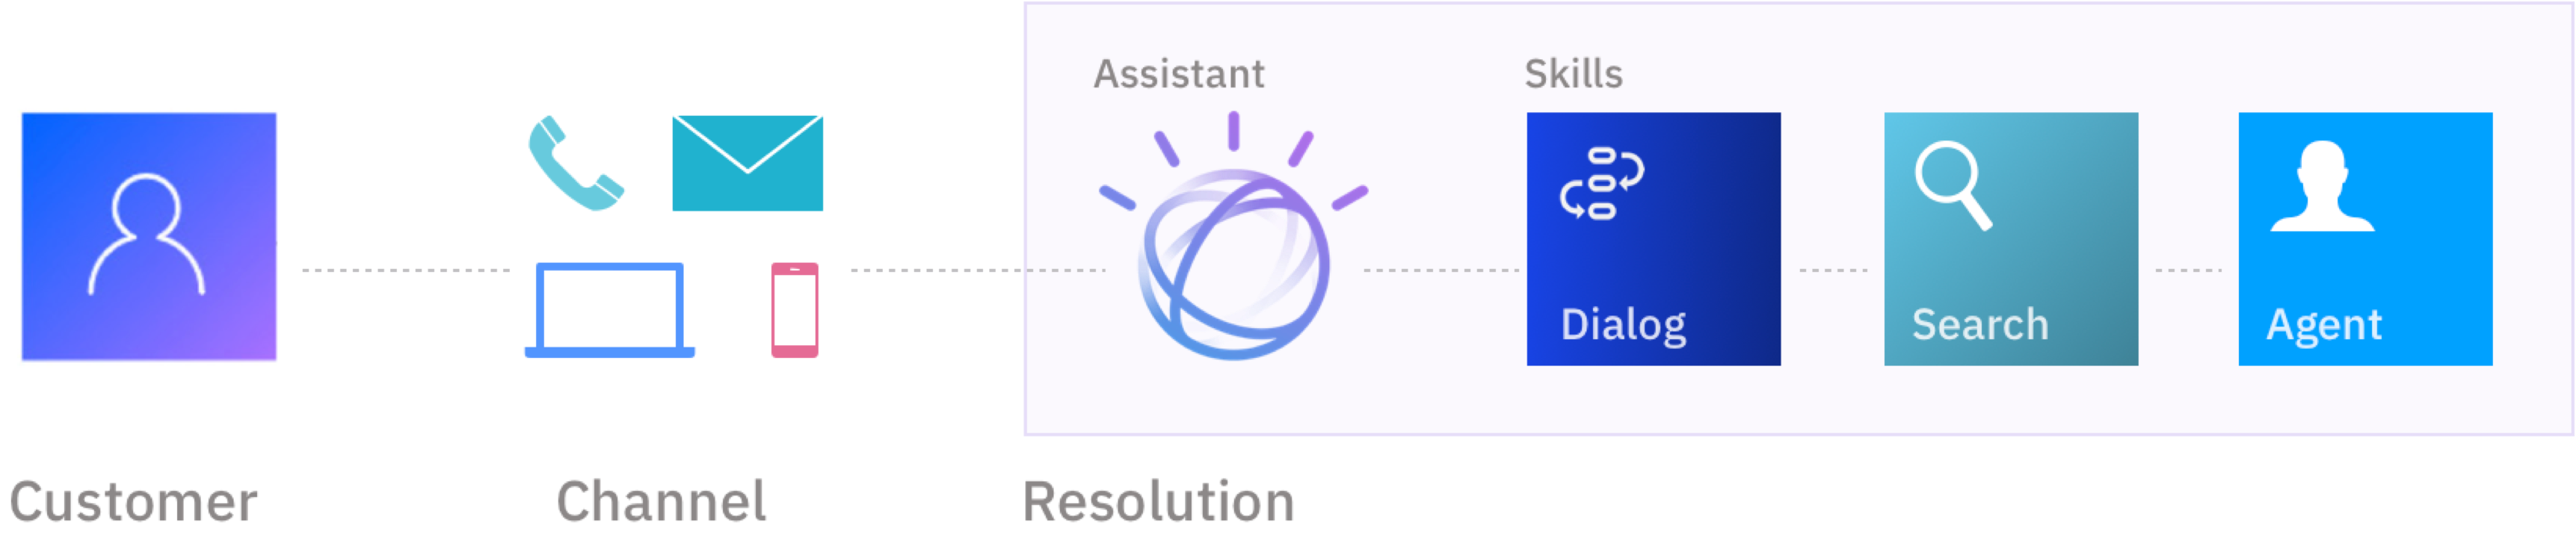 Assistant
Skills
Dialog
Search
Agent
Customer
Channel
Resolution